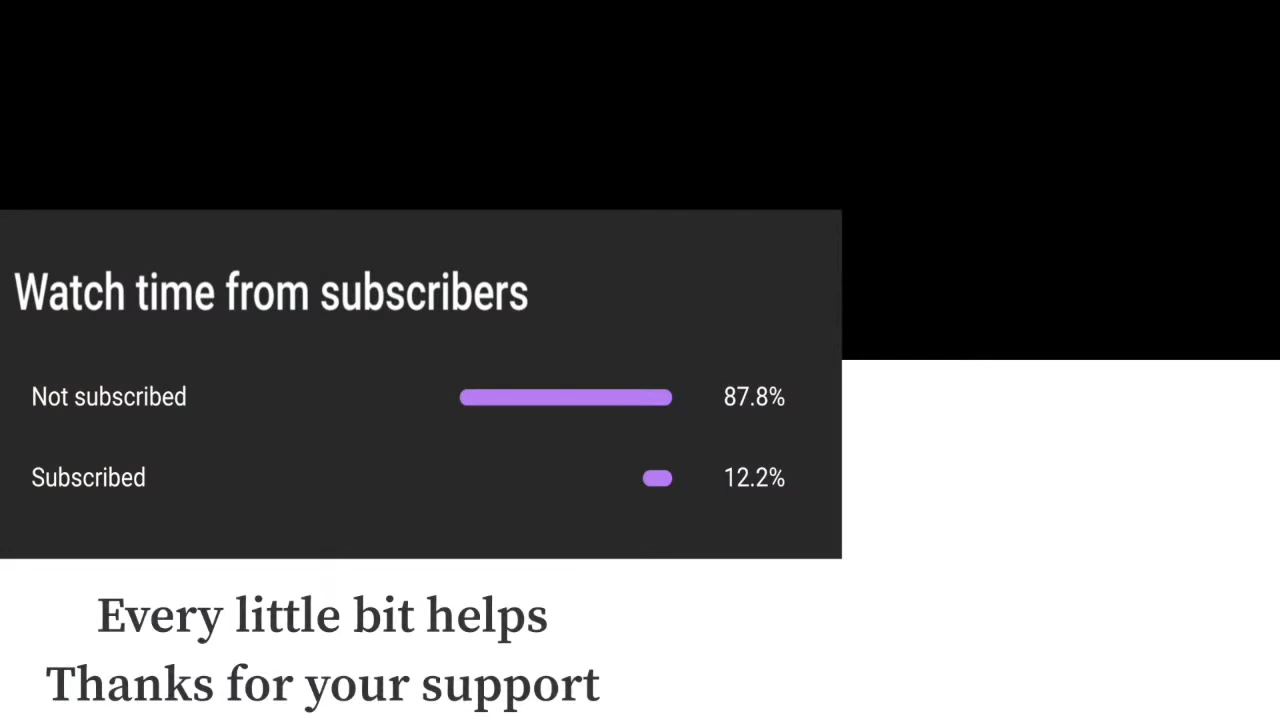 Watch time from subscribers
Not subscribed 87.8%
Subscribed 12.2%
Every little bit helps
Thanks for your support